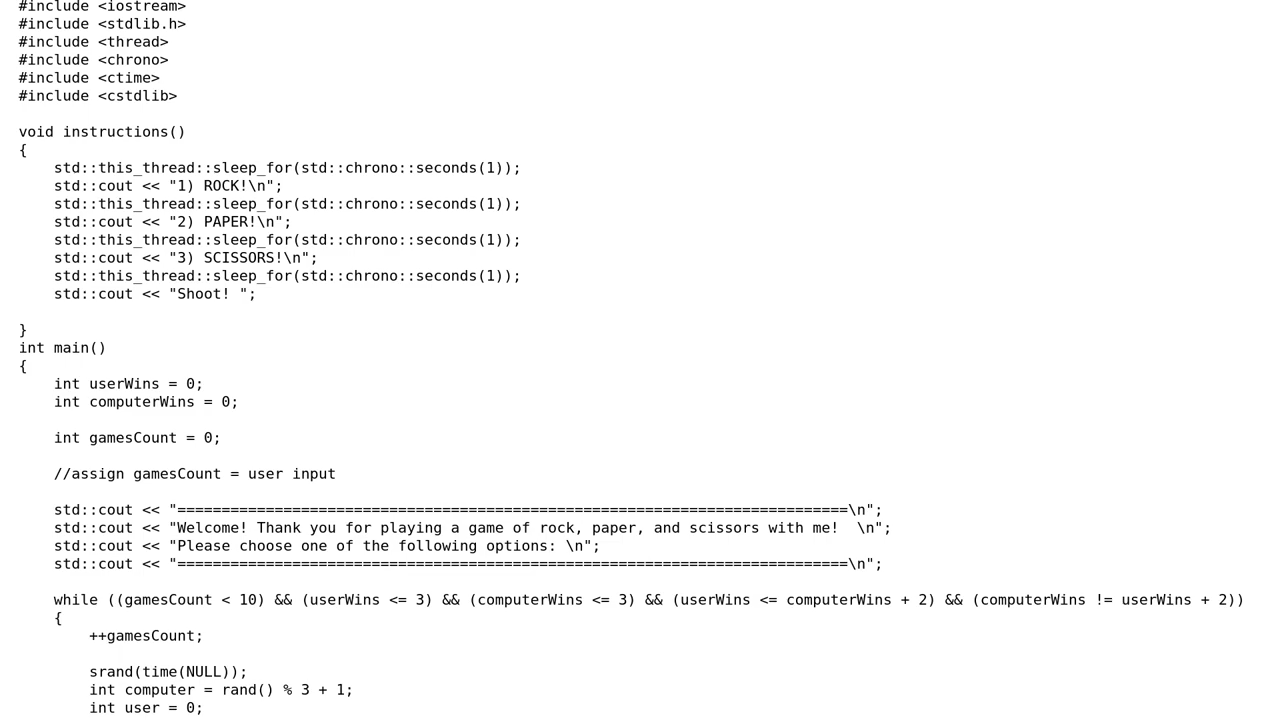 #include <iostream>
#include <stdlib.h>
#include <thread>
#include <chrono>
#include <ctime>
#include <cstdlib>

void instructions()
{
    std::this_thread::sleep_for(std::chrono::seconds(1));
    std::cout << "1) ROCK!\n";
    std::this_thread::sleep_for(std::chrono::seconds(1));
    std::cout << "2) PAPER!\n";
    std::this_thread::sleep_for(std::chrono::seconds(1));
    std::cout << "3) SCISSORS!\n";
    std::this_thread::sleep_for(std::chrono::seconds(1));
    std::cout << "Shoot! ";

}
int main()
{
    int userWins = 0;
    int computerWins = 0;

    int gamesCount = 0;

    //assign gamesCount = user input

    std::cout << "============================================================================\n";
    std::cout << "Welcome! Thank you for playing a game of rock, paper, and scissors with me!  \n";
    std::cout << "Please choose one of the following options: \n";
    std::cout << "============================================================================\n";

    while ((gamesCount < 10) && (userWins <= 3) && (computerWins <= 3) && (userWins <= computerWins + 2) && (computerWins != userWins + 2))
    {
        ++gamesCount;

        srand(time(NULL));
        int computer = rand() % 3 + 1;
        int user = 0;